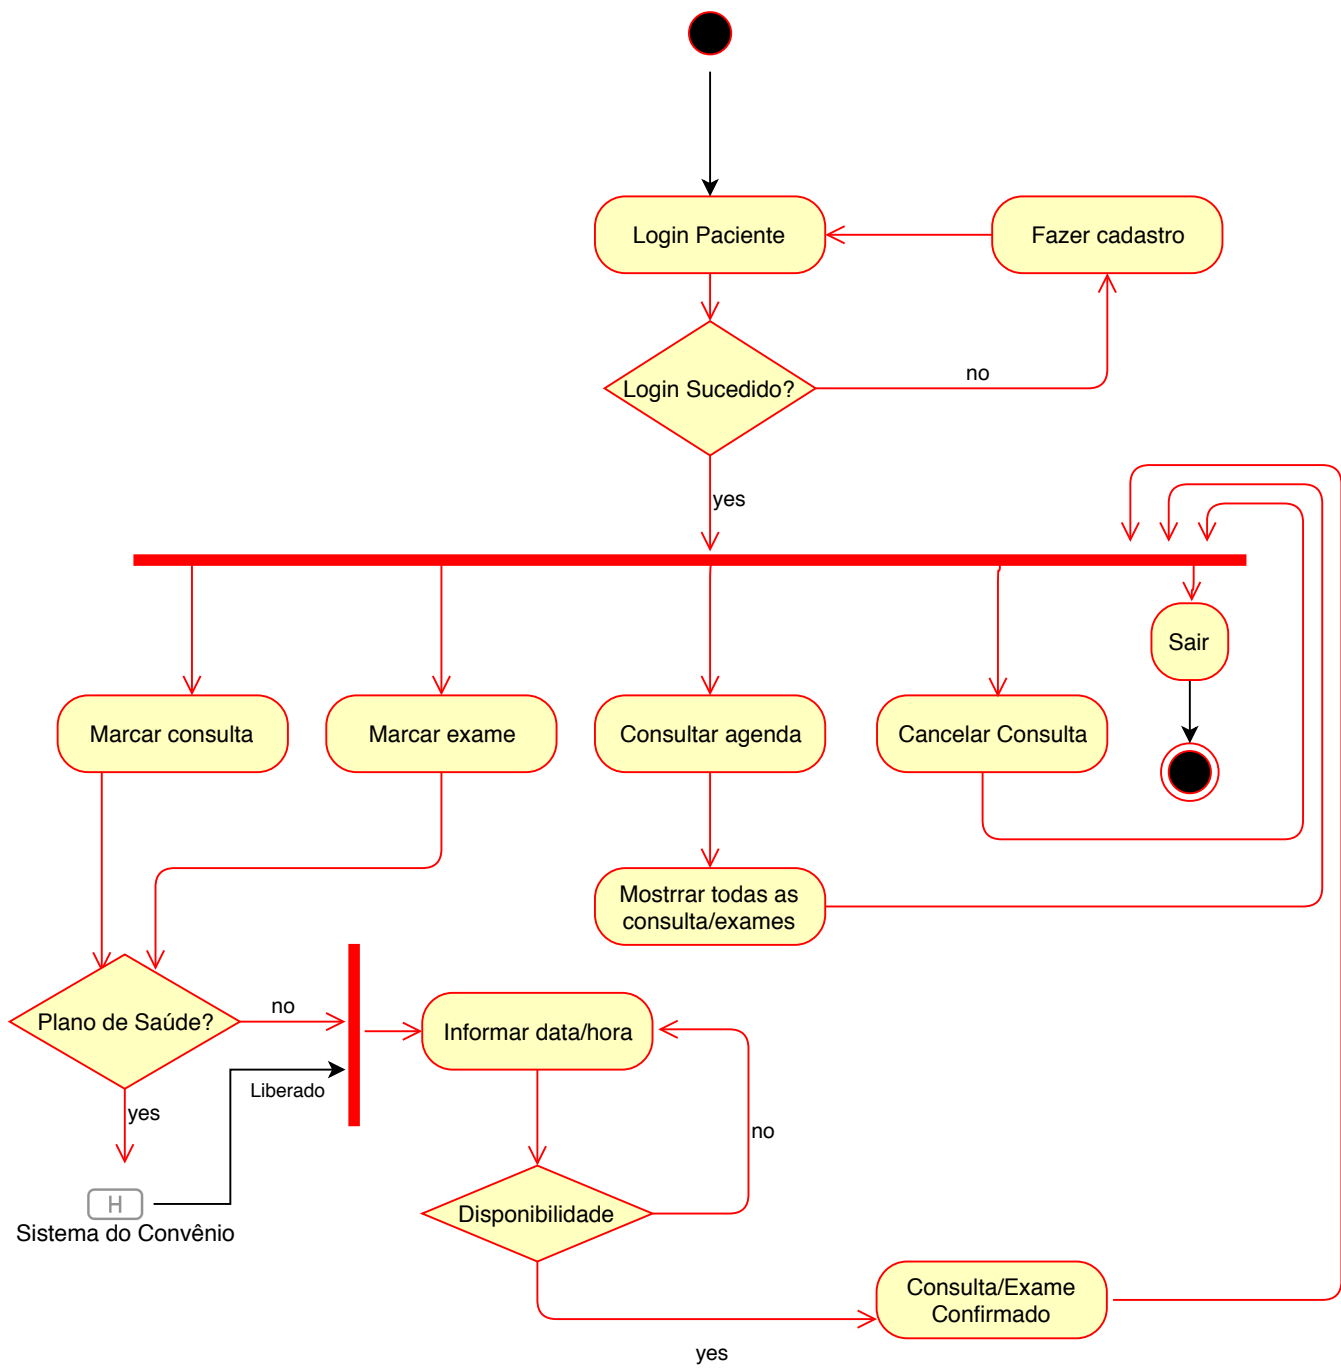 Login Paciente
Fazer cadastro
Login Sucedido?
no
yes
Sair
Marcar consulta
Marcar exame
Consultar agenda
Cancelar Consulta
Mostrrar todas as
consulta/exames
Plano de Saúde?
no
Informar data/hora
Liberado
yes
no
H
Sistema do Convênio
Disponibilidade
Consulta/Exame
Confirmado
yes